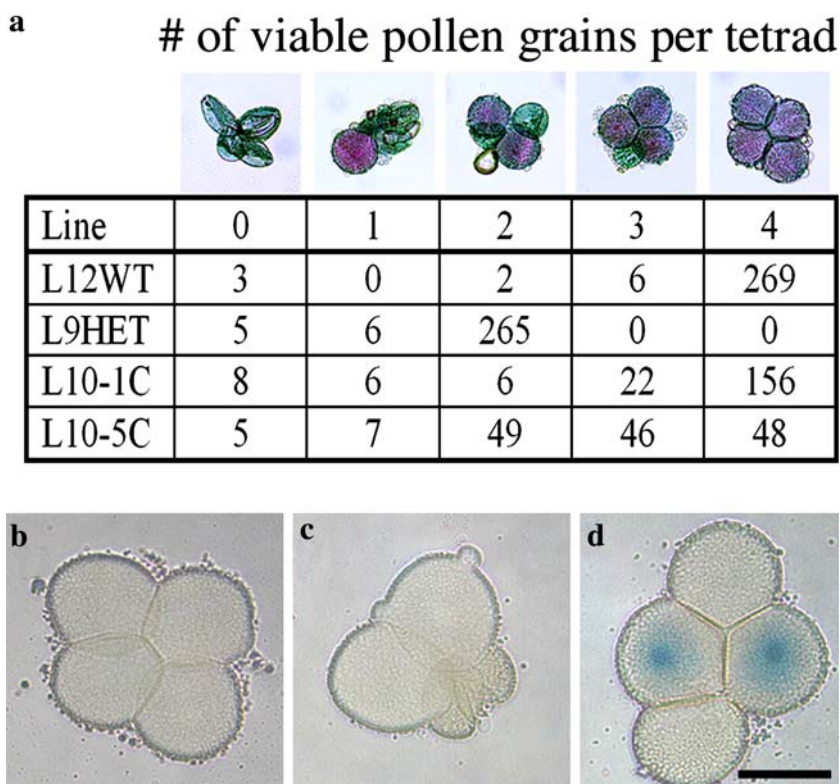 a
# of viable pollen grains per tetrad
Line 0 1 2 3 4
L12WT 3 0 2 6 269
L9HET 5 6 265 0 0
L10-1C 8 6 6 22 156
L10-5C 5 7 49 46 48
b c d